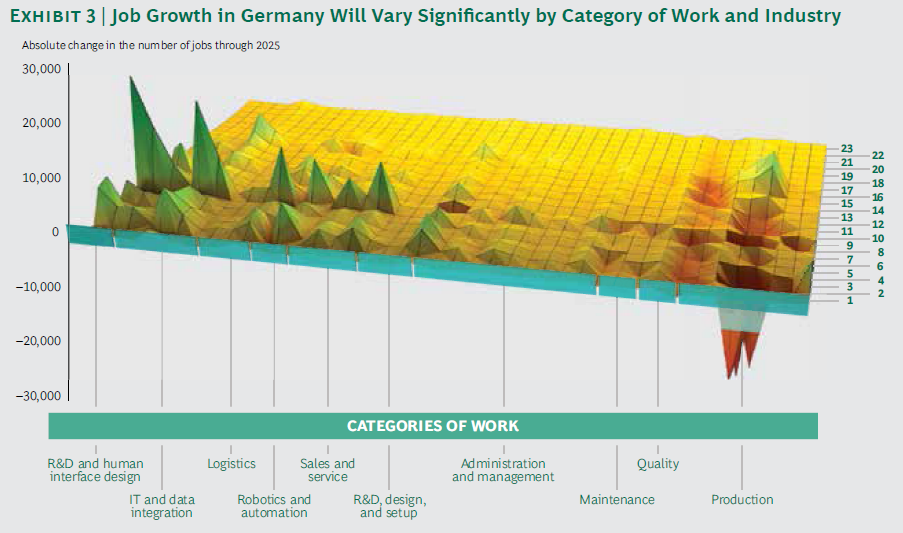 EXHIBIT 3 | Job Growth in Germany Will Vary Significantly by Category of Work and Industry
Absolute change in the number of jobs through 2025
30,000
20,000
10,000
0
−10,000
−20,000
−30,000
23
22
21
20
19
18
17
16
15
14
13
12
11
10
9
8
7
6
5
4
3
2
1
CATEGORIES OF WORK
R&D and human
interface design
IT and data
integration
Logistics
Robotics and
automation
Sales and
service
R&D, design,
and setup
Administration
and management
Maintenance
Quality
Production